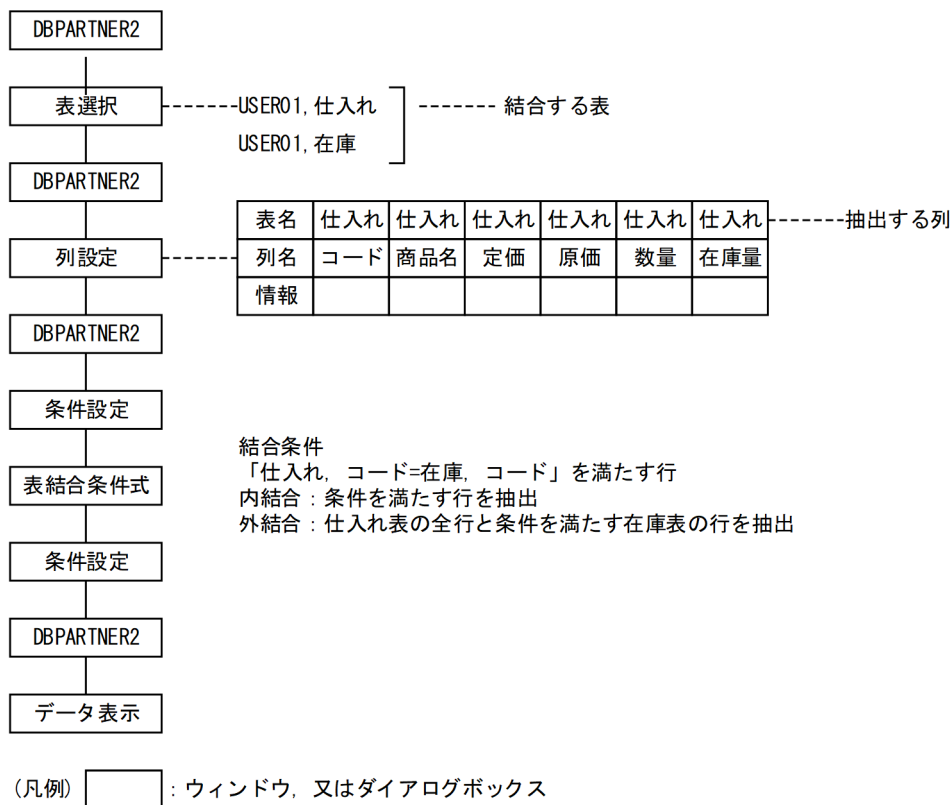 DBPARTNER2
表選択 USER01,仕入れ 結合する表
USER01,在庫
DBPARTNER2
表名 仕入れ 仕入れ 仕入れ 仕入れ 仕入れ 仕入れ 抽出する列
列設定 列名 コード 商品名 定価 原価 数量 在庫量
情報
DBPARTNER2
条件設定
結合条件
「仕入れ,コード=在庫,コード」を満たす行
表結合条件式
内結合:条件を満たす行を抽出
外結合:仕入れ表の全行と条件を満たす在庫表の行を抽出
条件設定
DBPARTNER2
データ表示
(凡例) :ウィンドウ,又はダイアログボックス